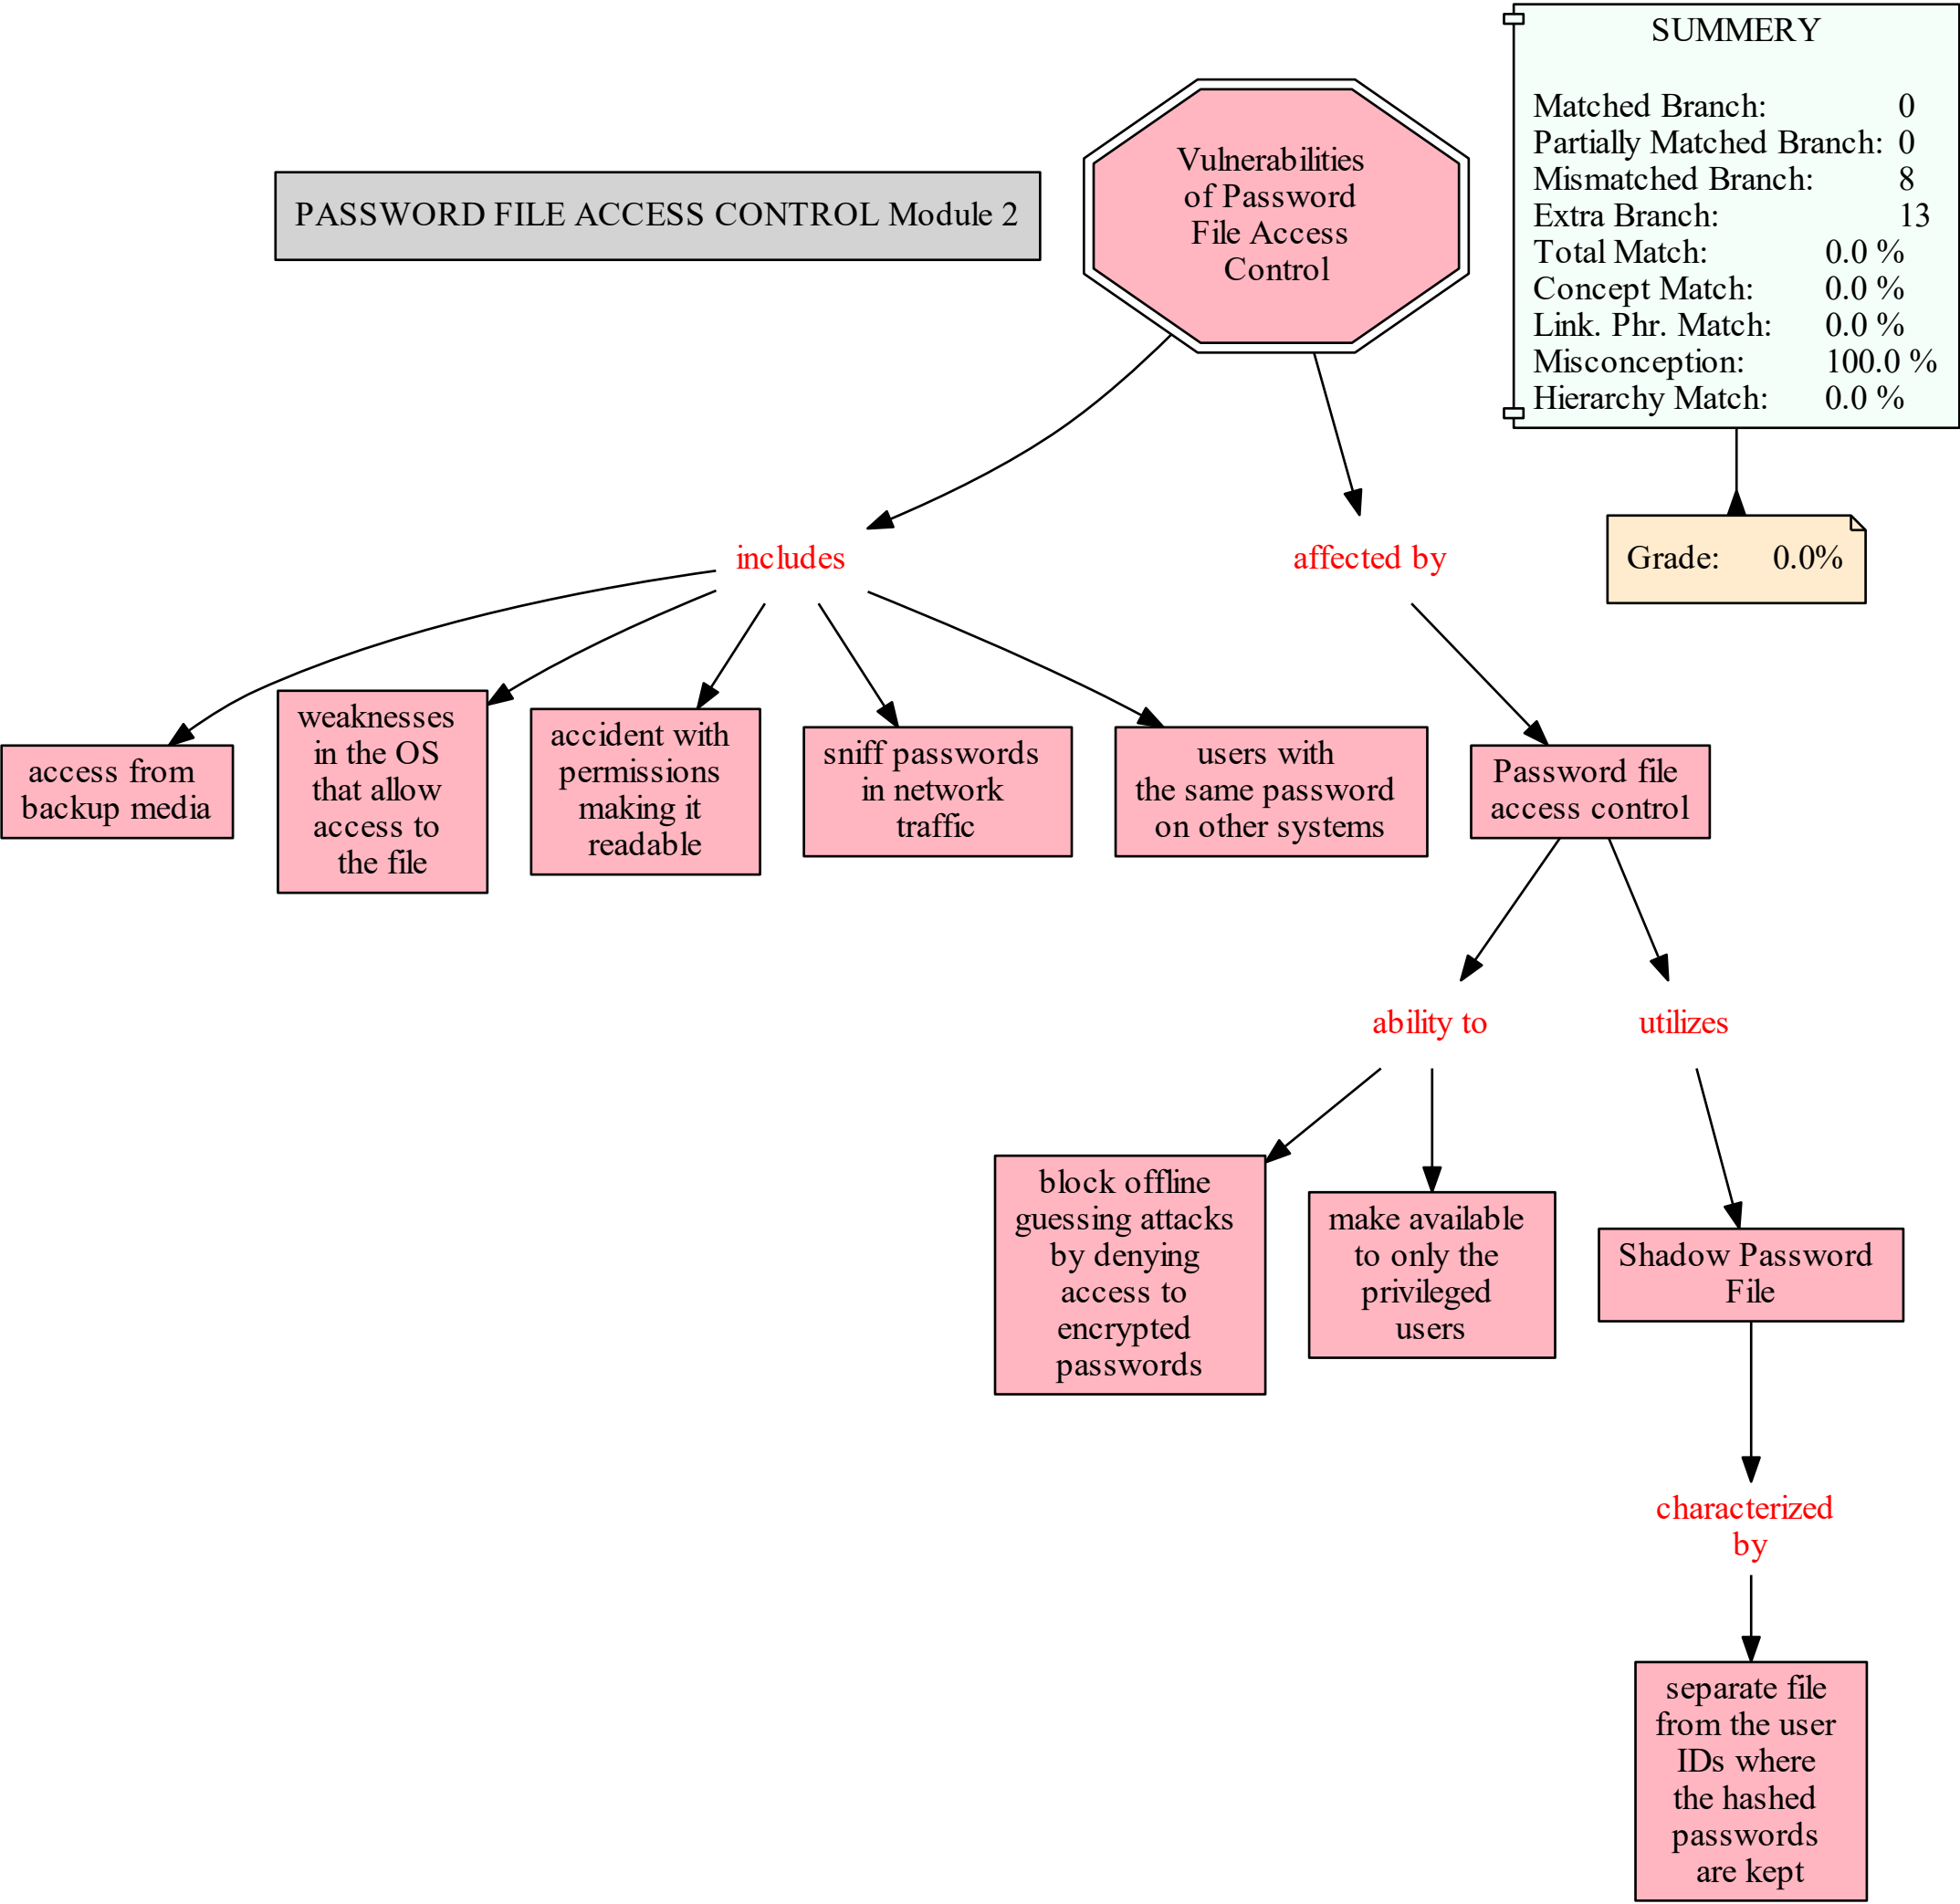 SUMMERY
Matched Branch: 0
Partially Matched Branch: 0
Mismatched Branch: 8
Extra Branch: 13
Total Match: 0.0 %
Concept Match: 0.0 %
Link. Phr. Match: 0.0 %
Misconception: 100.0 %
Hierarchy Match: 0.0 %
PASSWORD FILE ACCESS CONTROL Module 2
Vulnerabilities
of Password
File Access
Control
Grade: 0.0%
includes
affected by
access from
backup media
weaknesses
in the OS
that allow
access to
the file
accident with
permissions
making it
readable
sniff passwords
in network
traffic
users with
the same password
on other systems
Password file
access control
ability to
utilizes
block offline
guessing attacks
by denying
access to
encrypted
passwords
make available
to only the
privileged
users
Shadow Password
File
characterized
by
separate file
from the user
IDs where
the hashed
passwords
are kept